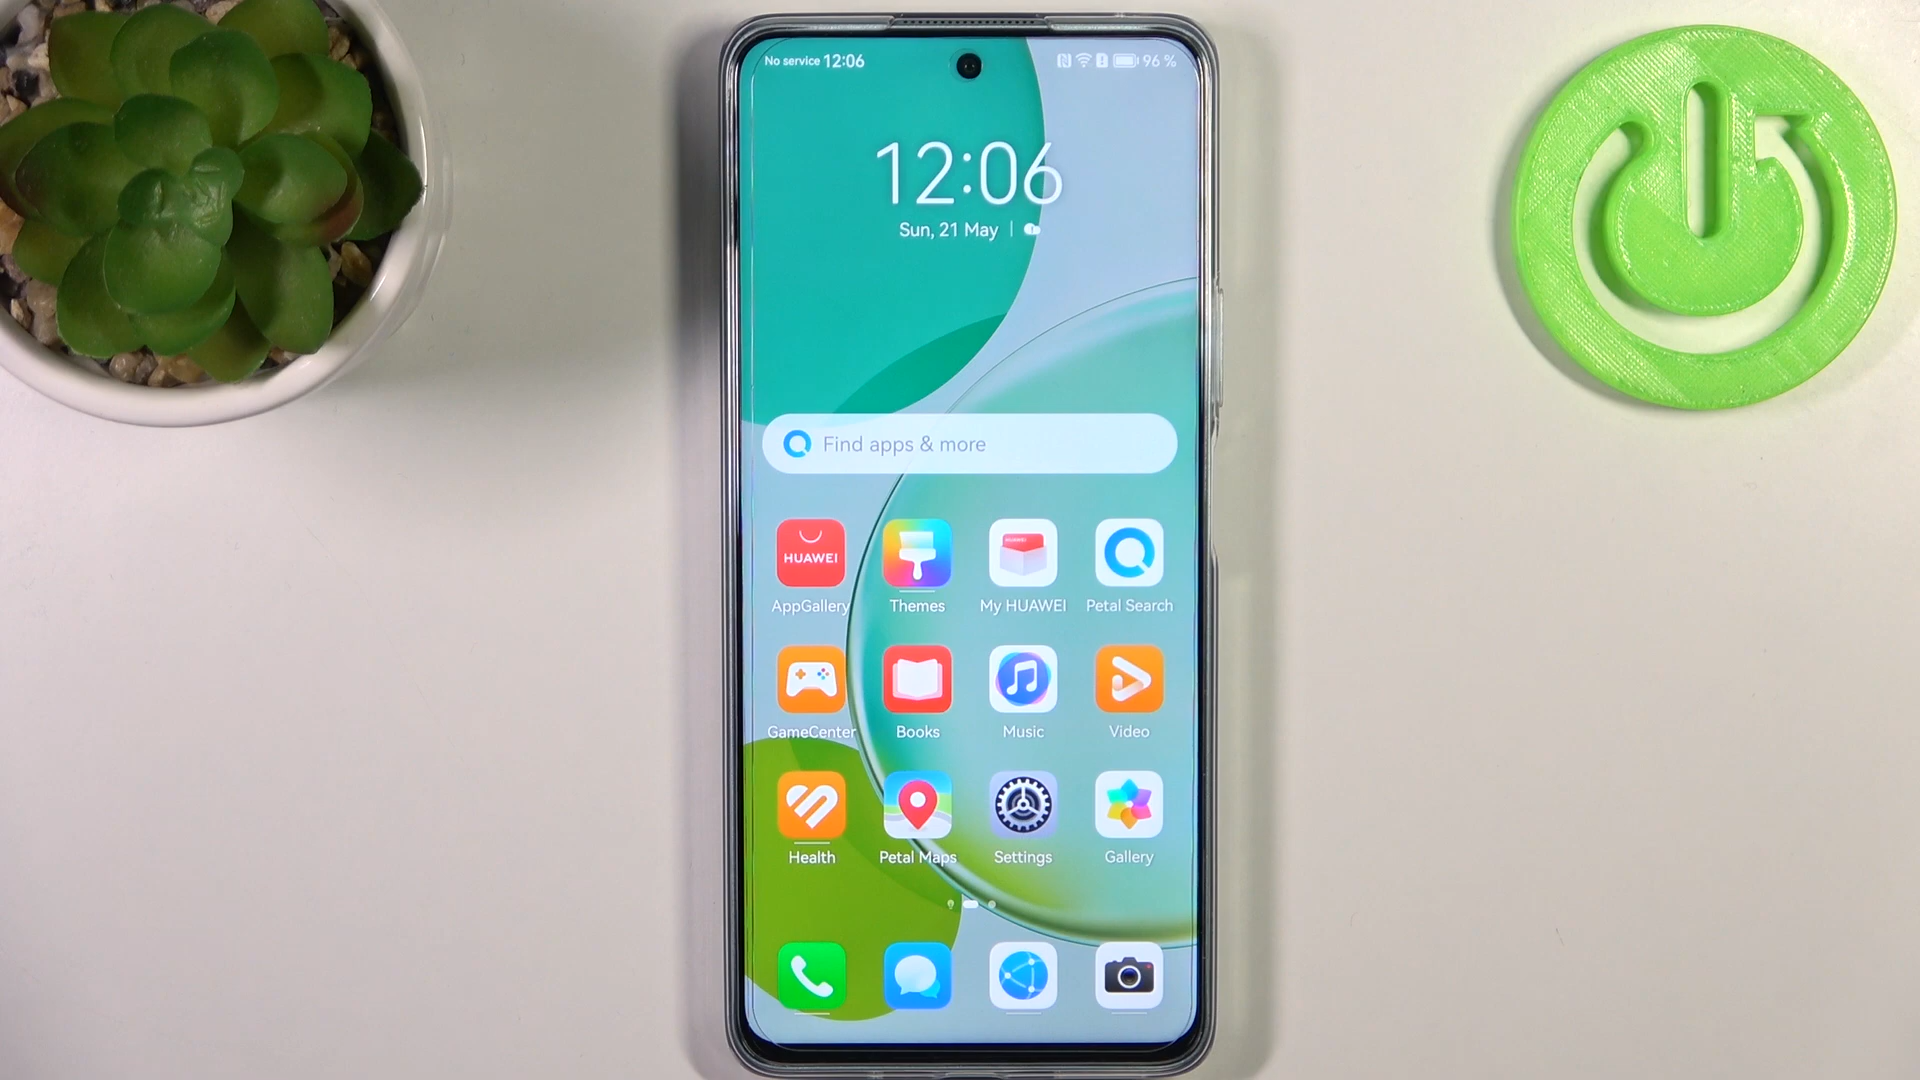 No service 12:06
96 %
12:06
Sun, 21 May
Find apps & more
HUAWEI
HUAWEI
AppGallery Themes My HUAWEI Petal Search
GameCenter Books Music Video
Health Petal Maps Settings Gallery